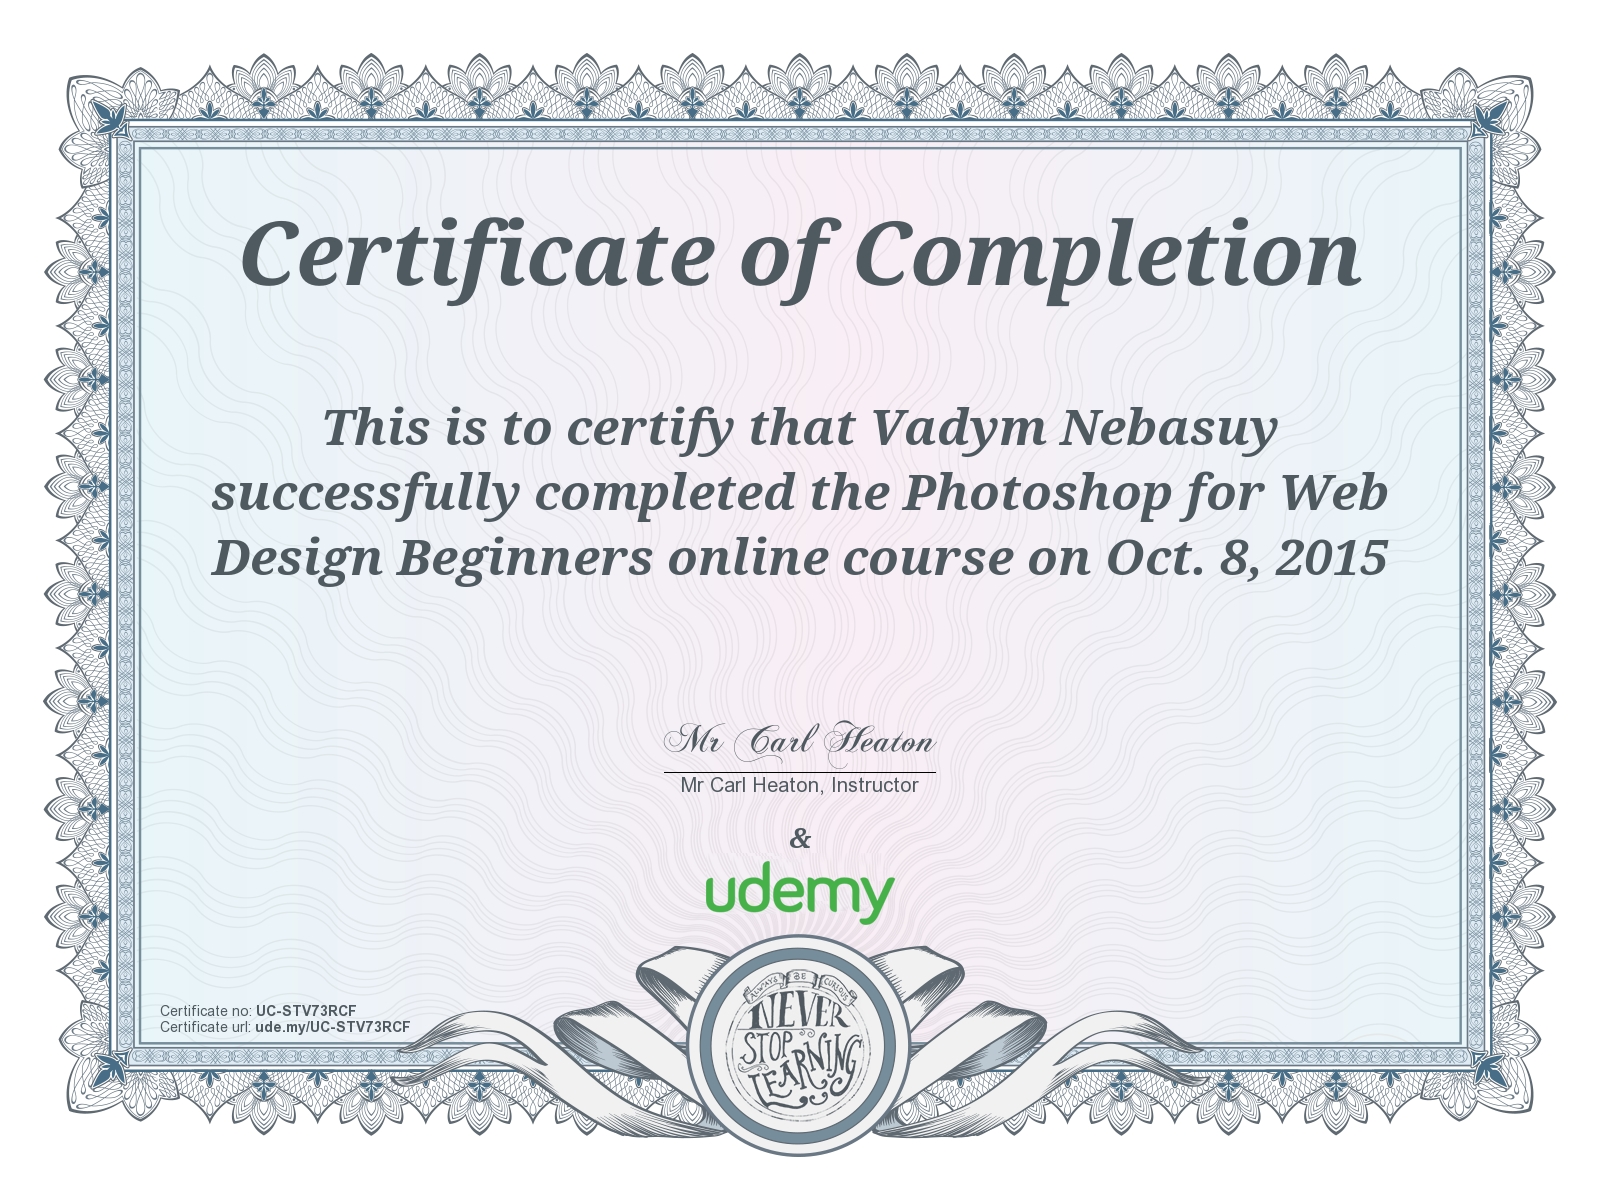 Certificate of Completion
This is to certify that Vadym Nebasuy
successfully completed the Photoshop for Web
Design Beginners online course on Oct. 8, 2015
Mr Carl Heaton
Mr Carl Heaton, Instructor
&
udemy
Certificate no: UC-STV73RCF
Certificate url: ude.my/UC-STV73RCF
ALWAYS BE CURIOUS
NEVER
STOP
LEARNING